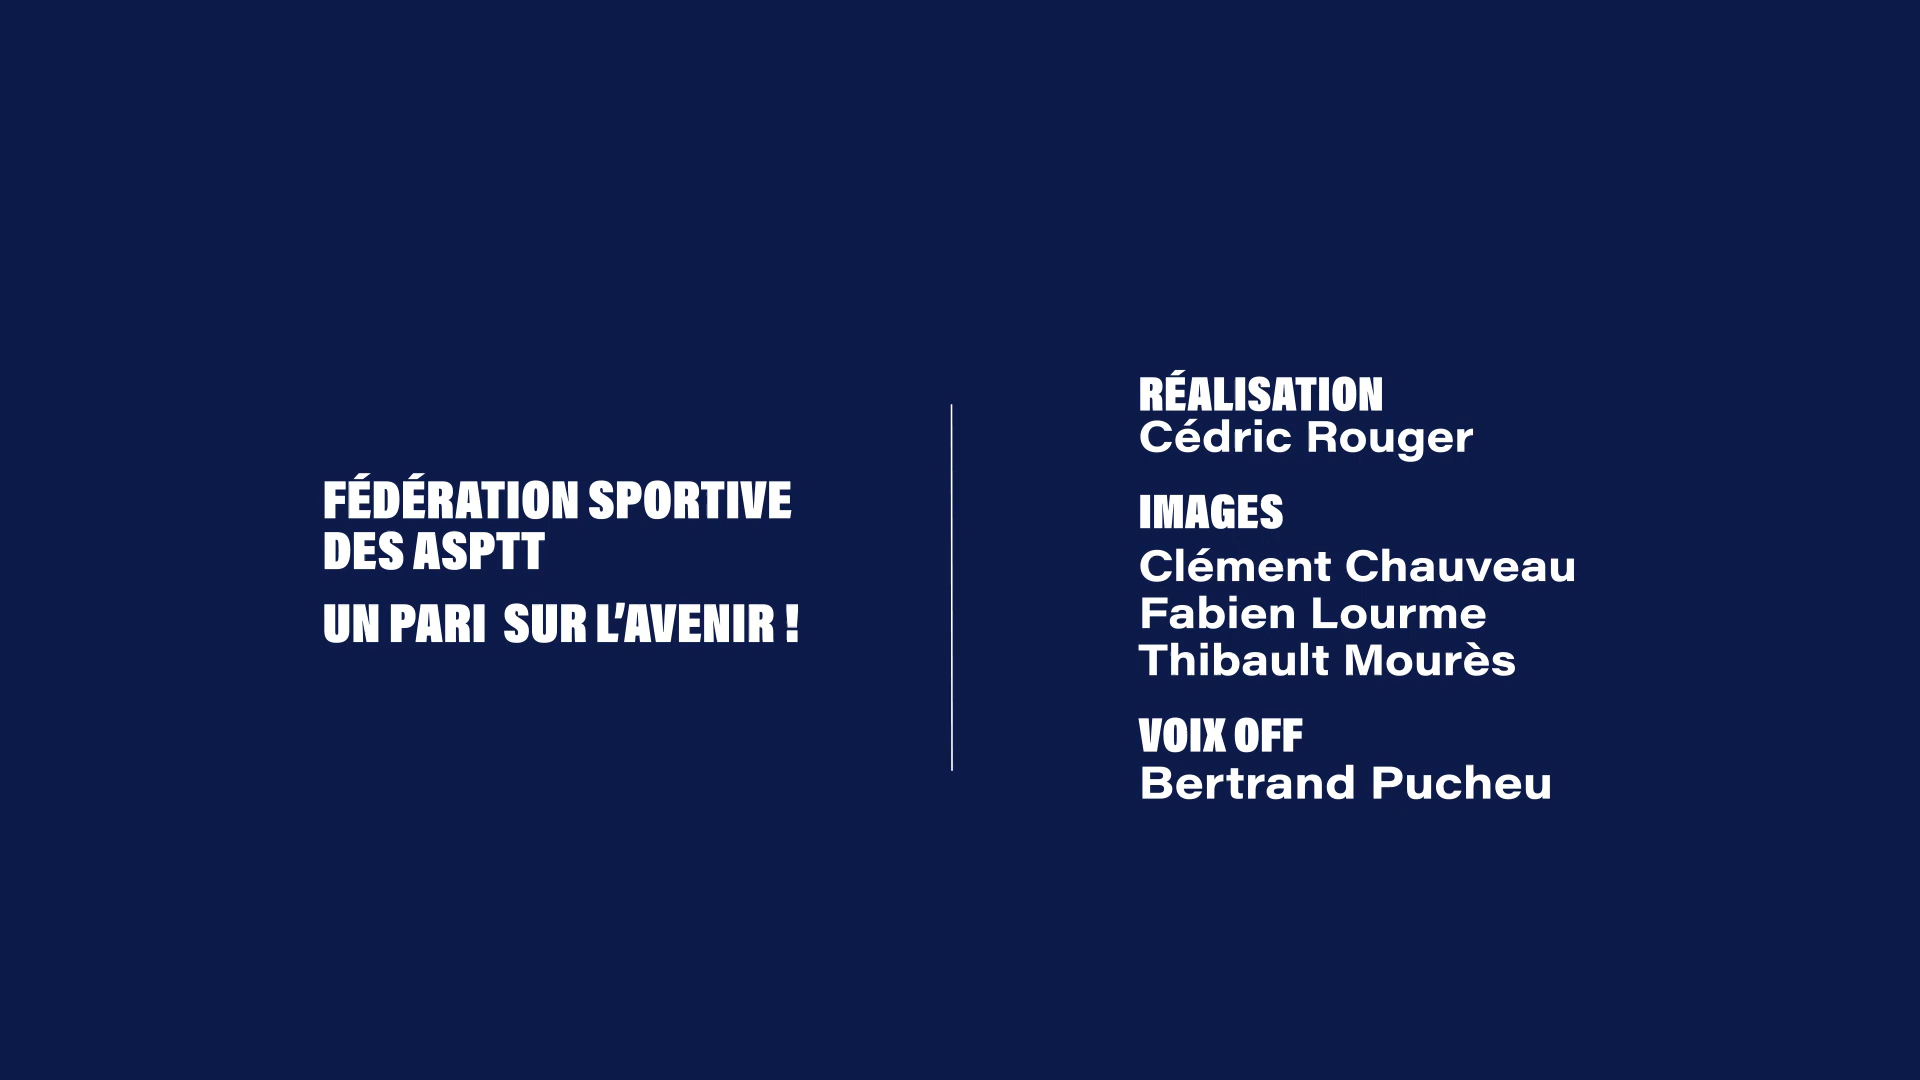 FÉDÉRATION SPORTIVE
DES ASPTT
UN PARI SUR L’AVENIR !
RÉALISATION
Cédric Rouger
IMAGES
Clément Chauveau
Fabien Lourme
Thibault Mourès
VOIX OFF
Bertrand Pucheu